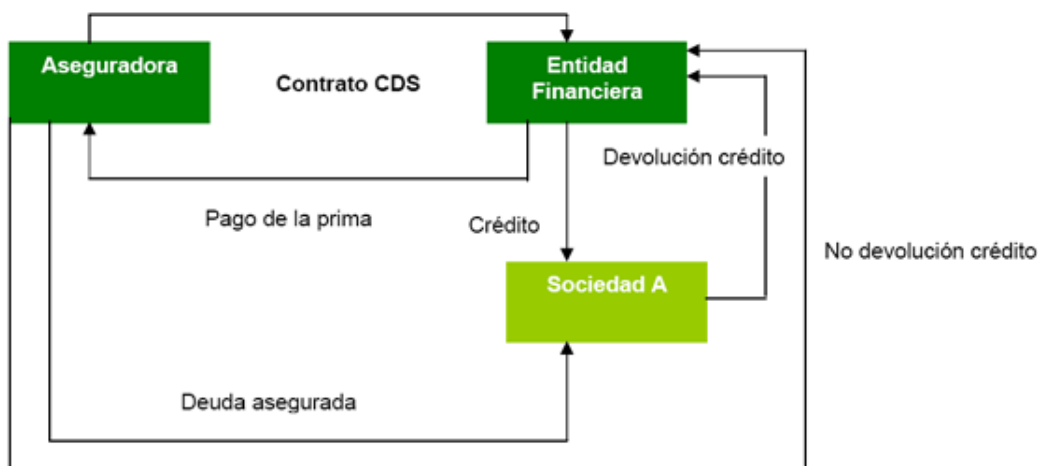 Aseguradora
Contrato CDS
Entidad
Financiera
Devolución crédito
Pago de la prima
Crédito
No devolución crédito
Sociedad A
Deuda asegurada